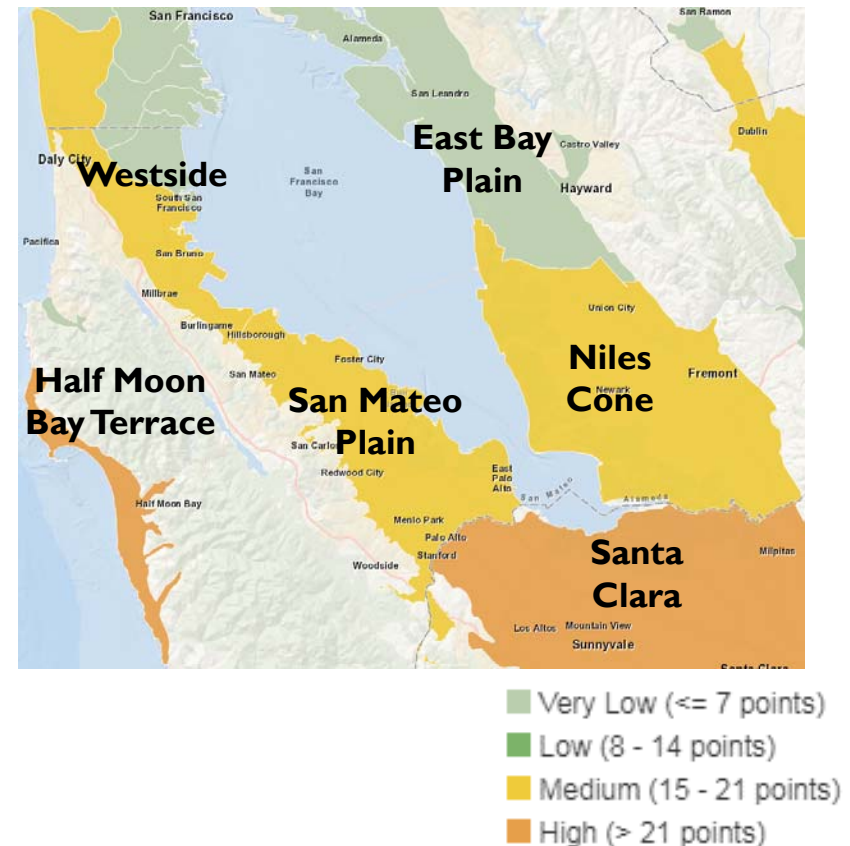 San Francisco
San Ramon
Alameda
San Leandro
East Bay
Plain
Castro Valley
Hayward
Dublin
Daly City
Westside
San
Francisco
Bay
South San
Francisco
Pacifica
San Bruno
Millbrae
Burlingame
Hillsborough
Union City
Foster City
Niles
Cone
Newark
Fremont
Half Moon
Bay Terrace
San Mateo
San Mateo
Plain
San Carlos
Redwood City
East
Palo
Alto
San Mateo
Alameda
Half Moon Bay
Menlo Park
Palo Alto
Stanford
Woodside
Santa
Clara
Milpitas
Los Altos
Mountain View
Sunnyvale
Santa Clara
Very Low (<= 7 points)
Low (8 - 14 points)
Medium (15 - 21 points)
High (> 21 points)